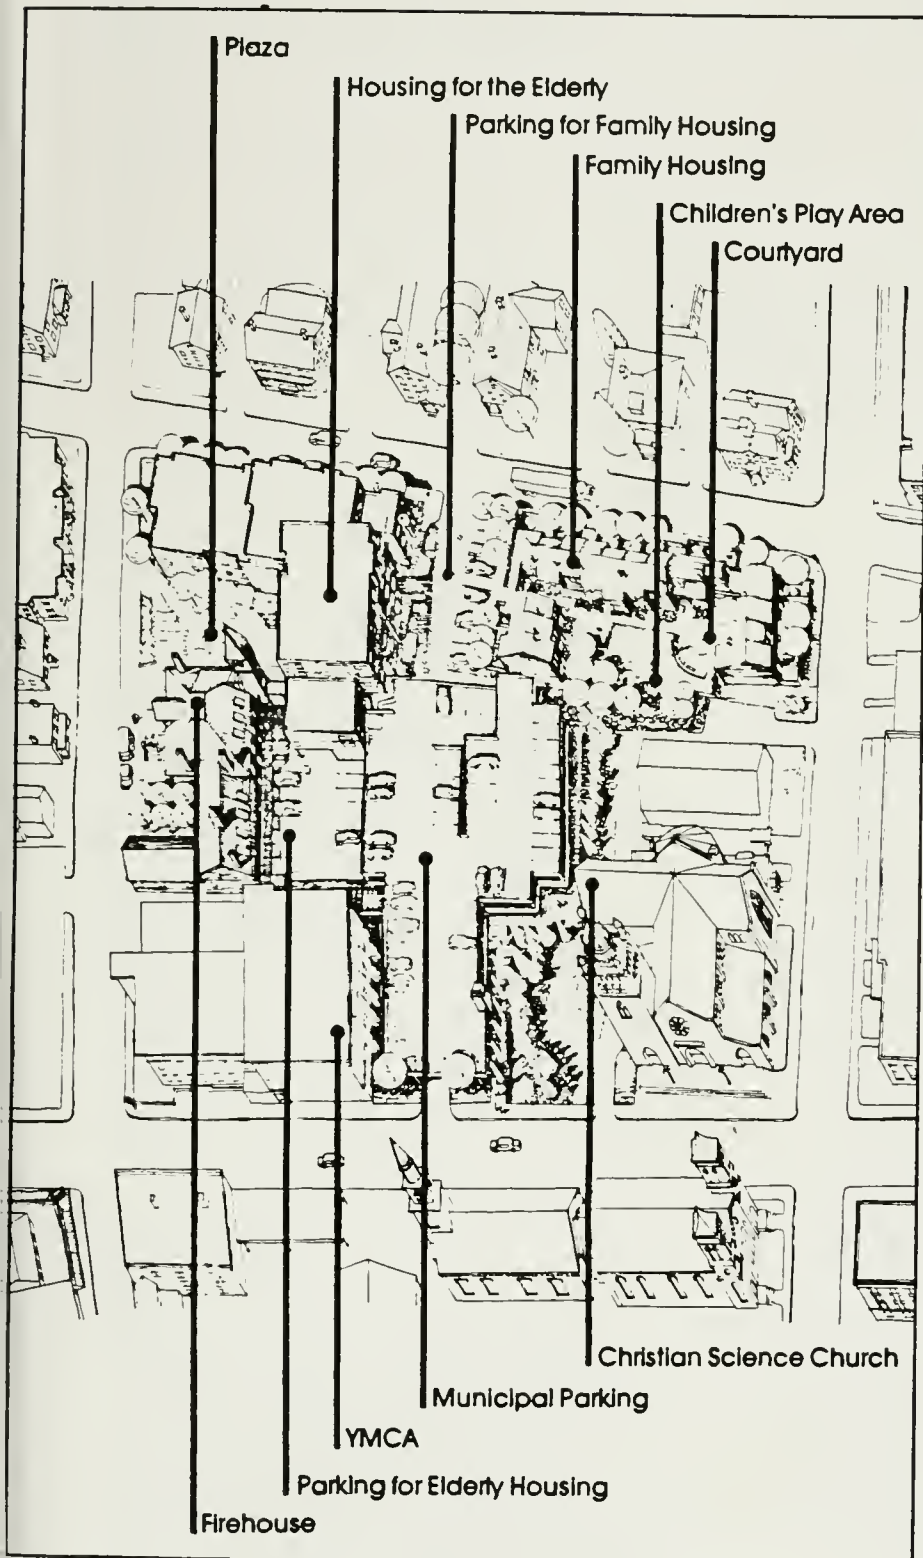 Plaza
Housing for the Elderly
Parking for Family Housing
Family Housing
Children's Play Area
Courtyard
Christian Science Church
Municipal Parking
YMCA
Parking for Elderly Housing
Firehouse